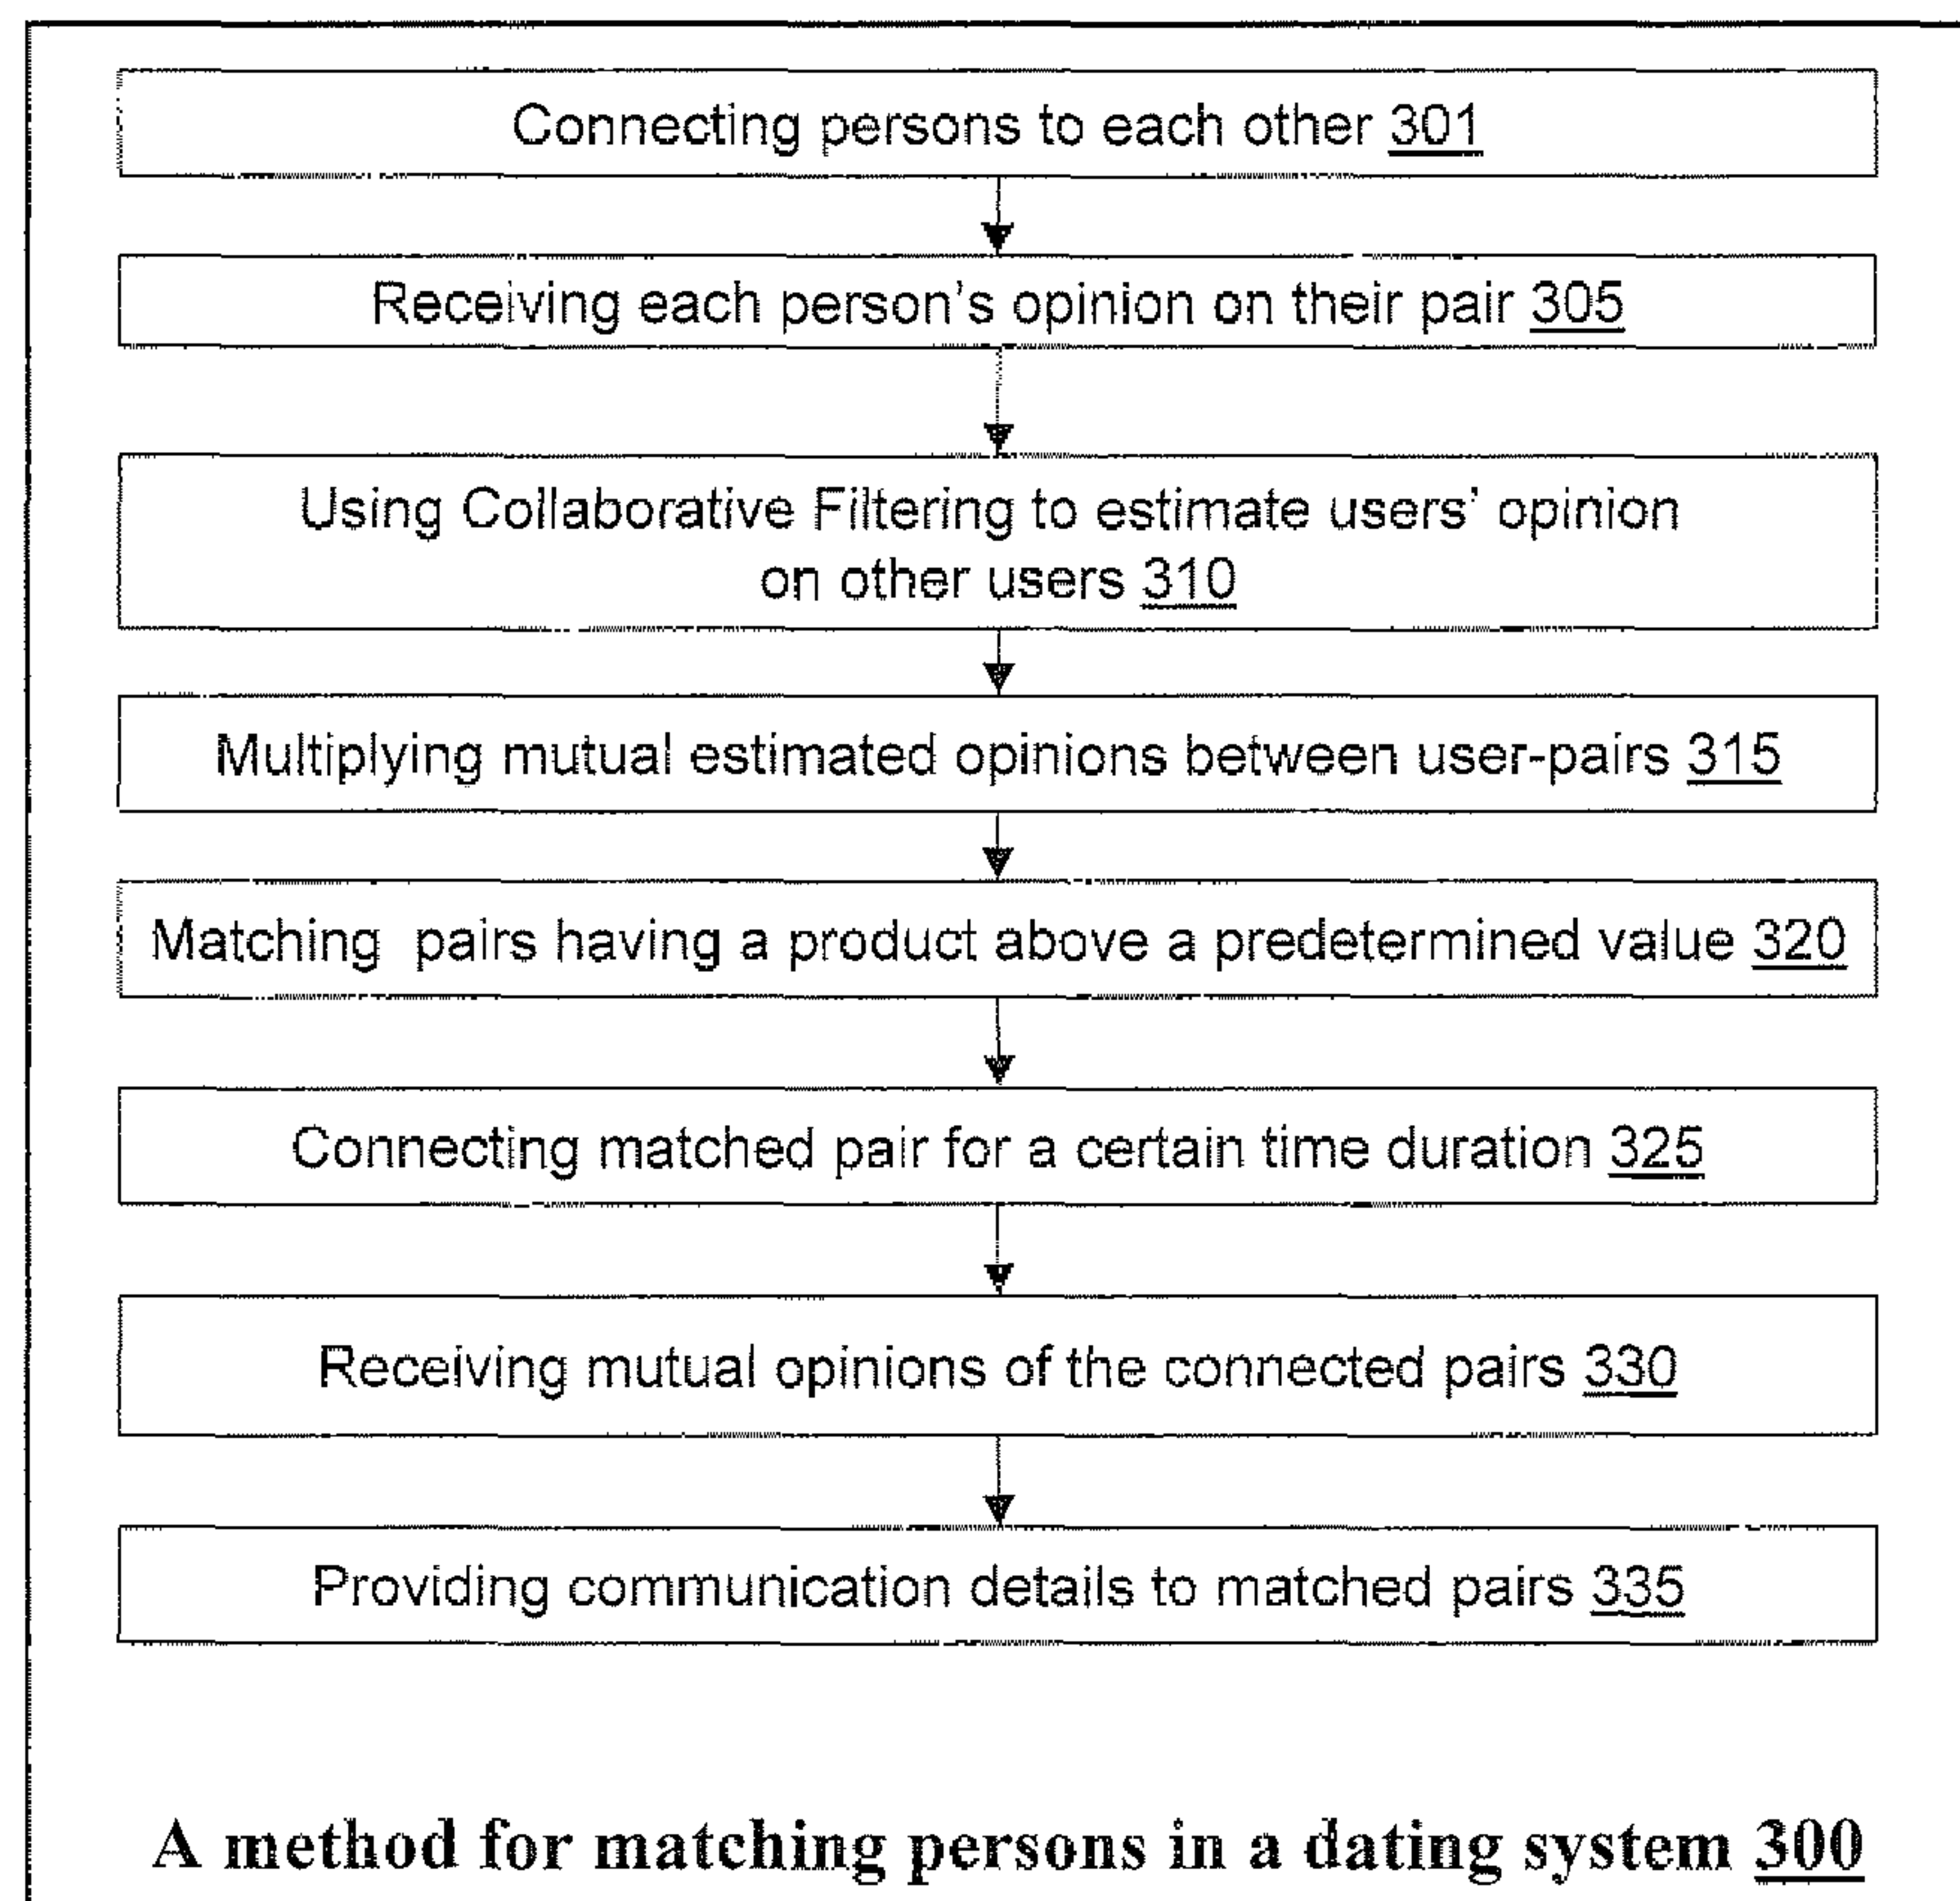 Connecting persons to each other 301
Receiving each person's opinion on their pair 305
Using Collaborative Filtering to estimate users' opinion
on other users 310
Multiplying mutual estimated opinions between user-pairs 315
Matching pairs having a product above a predetermined value 320
Connecting matched pair for a certain time duration 325
Receiving mutual opinions of the connected pairs 330
Providing communication details to matched pairs 335
A method for matching persons in a dating system 300